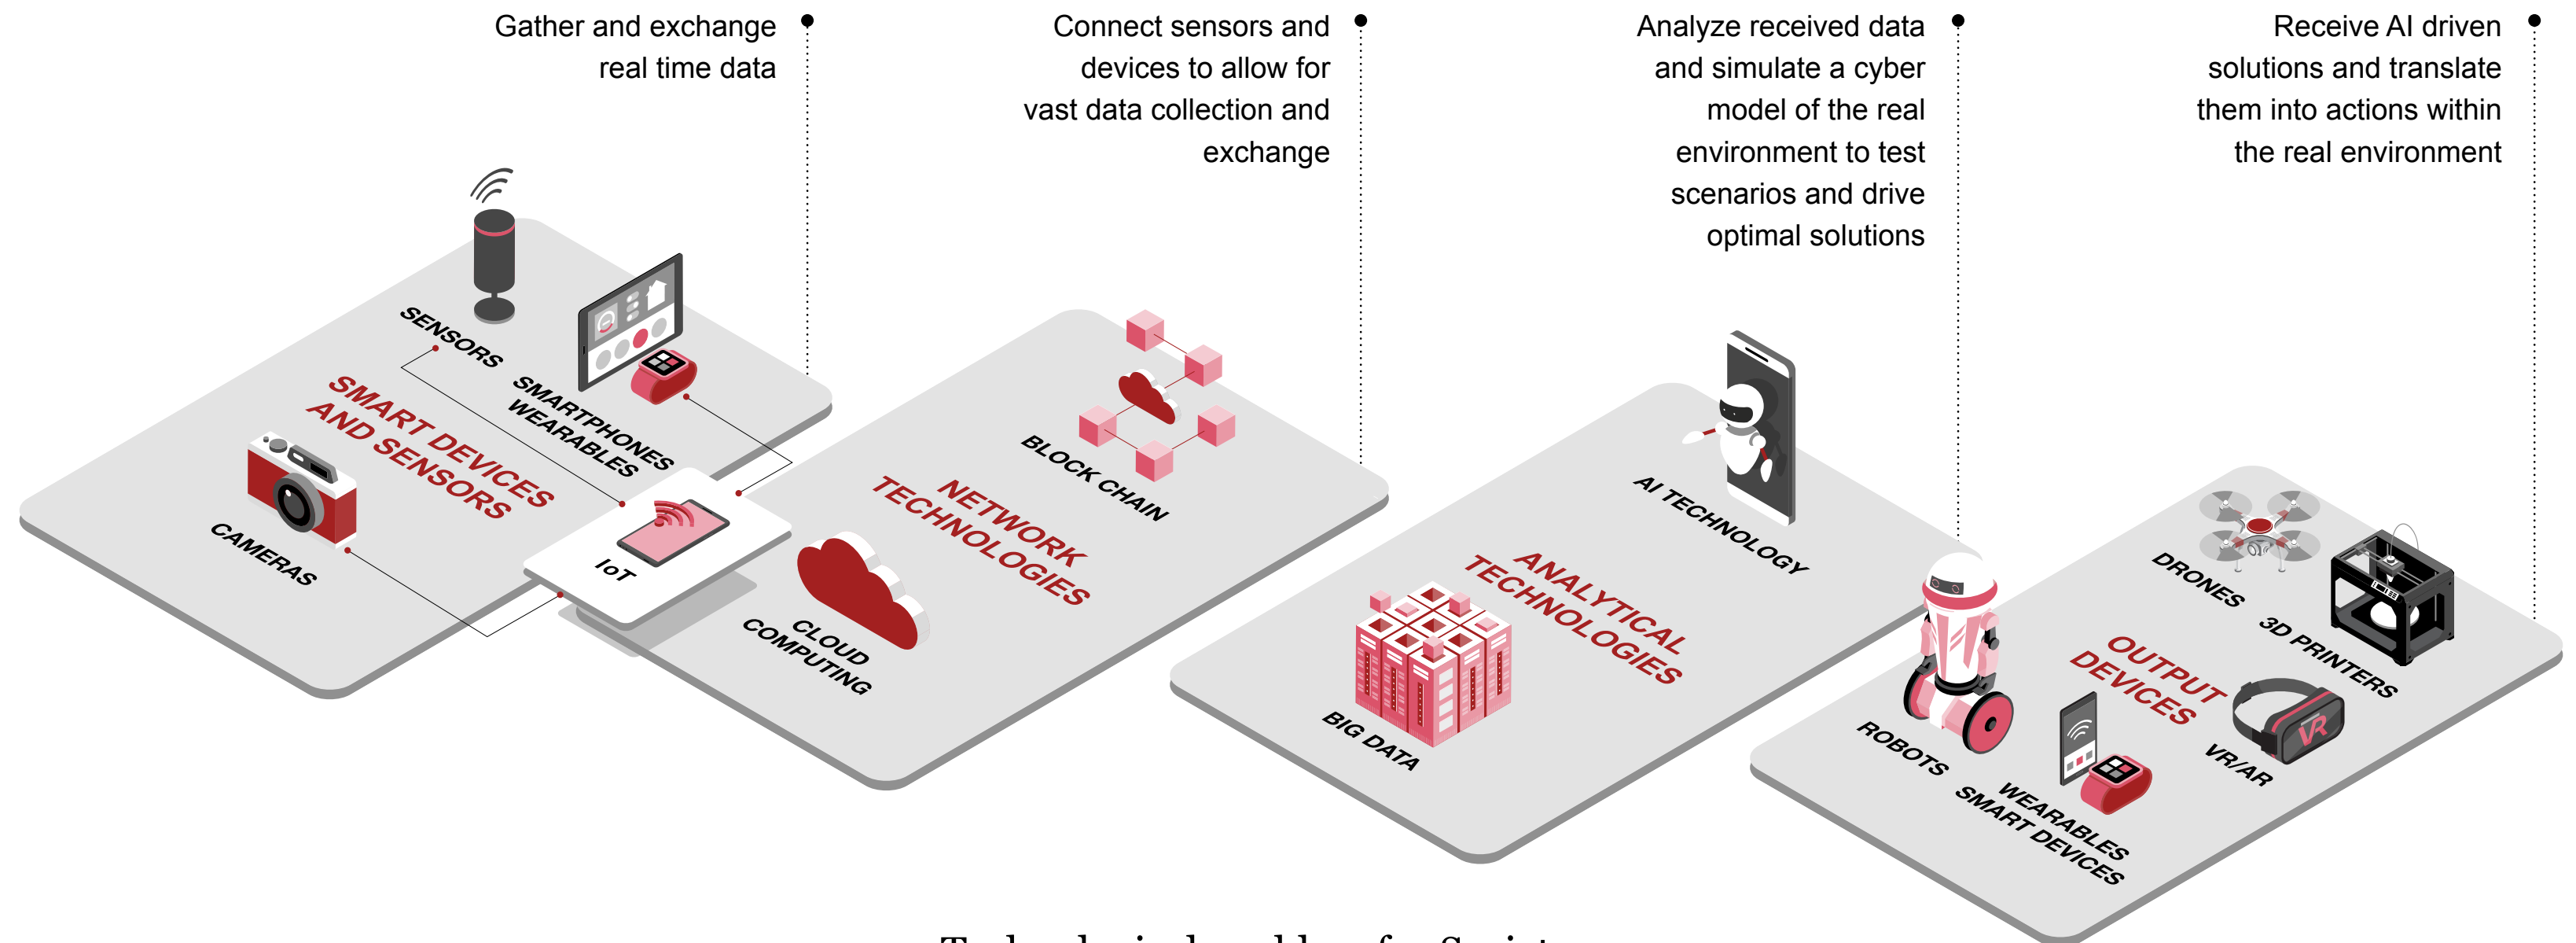 Gather and exchange
real time data
Connect sensors and
devices to allow for
vast data collection and
exchange
Analyze received data
and simulate a cyber
model of the real
environment to test
scenarios and drive
optimal solutions
Receive AI driven
solutions and translate
them into actions within
the real environment
SENSORS
SMARTPHONES
WEARABLES
SMART DEVICES
AND SENSORS
CAMERAS
IoT
BLOCK CHAIN
NETWORK
TECHNOLOGIES
CLOUD
COMPUTING
AI TECHNOLOGY
ANALYTICAL
TECHNOLOGIES
BIG DATA
DRONES
3D PRINTERS
OUTPUT
DEVICES
VR
VR/AR
ROBOTS
WEARABLES
SMART DEVICES